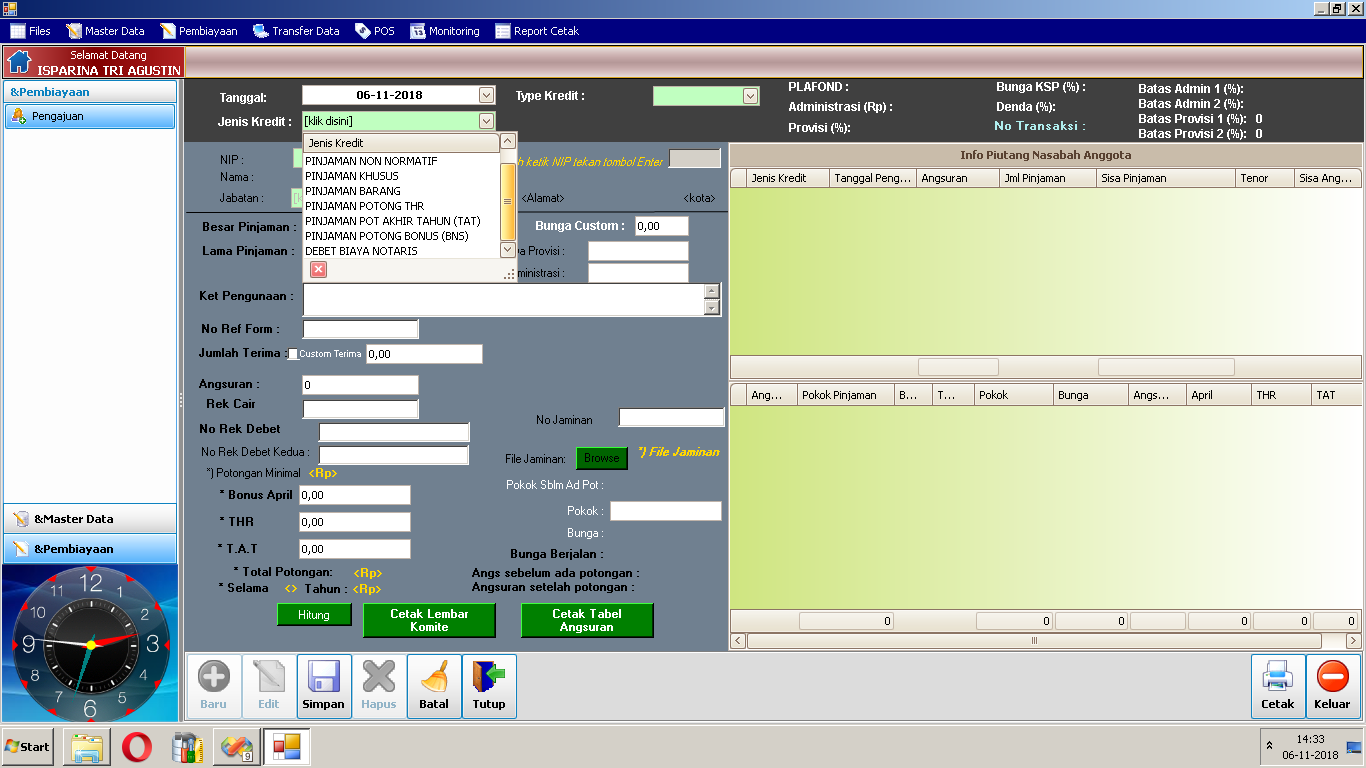 Files Master Data Pembiayaan Transfer Data POS Monitoring Report Cetak
Selamat Datang
ISPARINA TRI AGUSTIN
&Pembiayaan
Pengajuan
&Master Data
&Pembiayaan
12 1 2 3 4 5 6 7 8 9 10 11
Tanggal: 06-11-2018 Type Kredit :
Jenis Kredit : [klik disini]
PLAFOND :
Administrasi (Rp) :
Provisi (%):
Bunga KSP (%) :
Denda (%):
No Transaksi :
Batas Admin 1 (%):
Batas Admin 2 (%):
Batas Provisi 1 (%): 0
Batas Provisi 2 (%): 0
Jenis Kredit
PINJAMAN NON NORMATIF
PINJAMAN KHUSUS
PINJAMAN BARANG
PINJAMAN POTONG THR
PINJAMAN POT AKHIR TAHUN (TAT)
PINJAMAN POTONG BONUS (BNS)
DEBET BIAYA NOTARIS
NIP : ketik NIP tekan tombol Enter
Nama :
Jabatan : <Alamat> <kota>
Besar Pinjaman : Bunga Custom : 0,00
Lama Pinjaman : Provisi :
Ket Pengunaan :
No Ref Form :
Jumlah Terima : Custom Terima 0,00
Angsuran : 0
Rek Cair
No Jaminan
No Rek Debet
No Rek Debet Kedua :
File Jaminan: Browse *) File Jaminan
*) Potongan Minimal <Rp>
Pokok Sblm Ad Pot :
* Bonus April 0,00
Pokok :
* THR 0,00
Bunga :
* T.A.T 0,00
Bunga Berjalan :
* Total Potongan: <Rp>
Angs sebelum ada potongan :
* Selama <> Tahun : <Rp>
Angsuran setelah potongan :
Hitung
Cetak Lembar
Komite
Cetak Tabel
Angsuran
Info Piutang Nasabah Anggota
Jenis Kredit Tanggal Peng... Angsuran Jml Pinjaman Sisa Pinjaman Tenor Sisa Ang...
Ang... Pokok Pinjaman B... T... Pokok Bunga Angs... April THR TAT
0 0 0 0 0 0
Baru Edit Simpan Hapus Batal Tutup Cetak Keluar
Start 9 14:33
06-11-2018